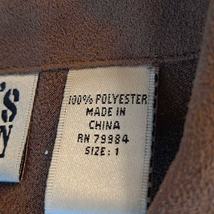 100% POLYESTER
MADE IN
CHINA
RN 79984
SIZE: 1